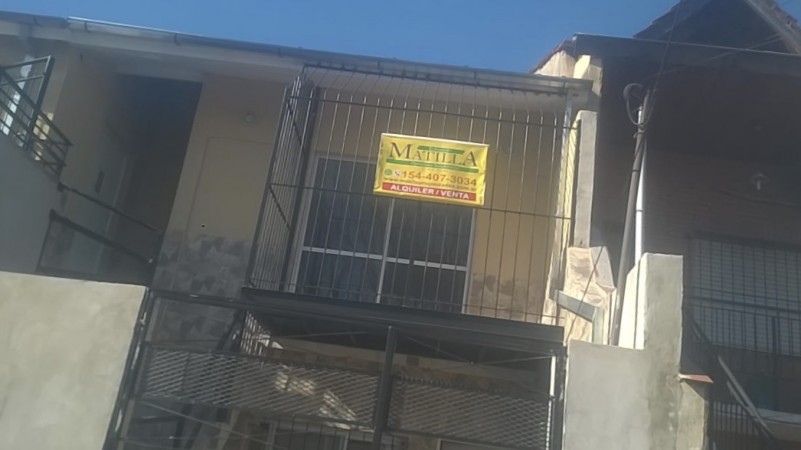 MATILLA
154-407-3034
ALQUILER / VENTA